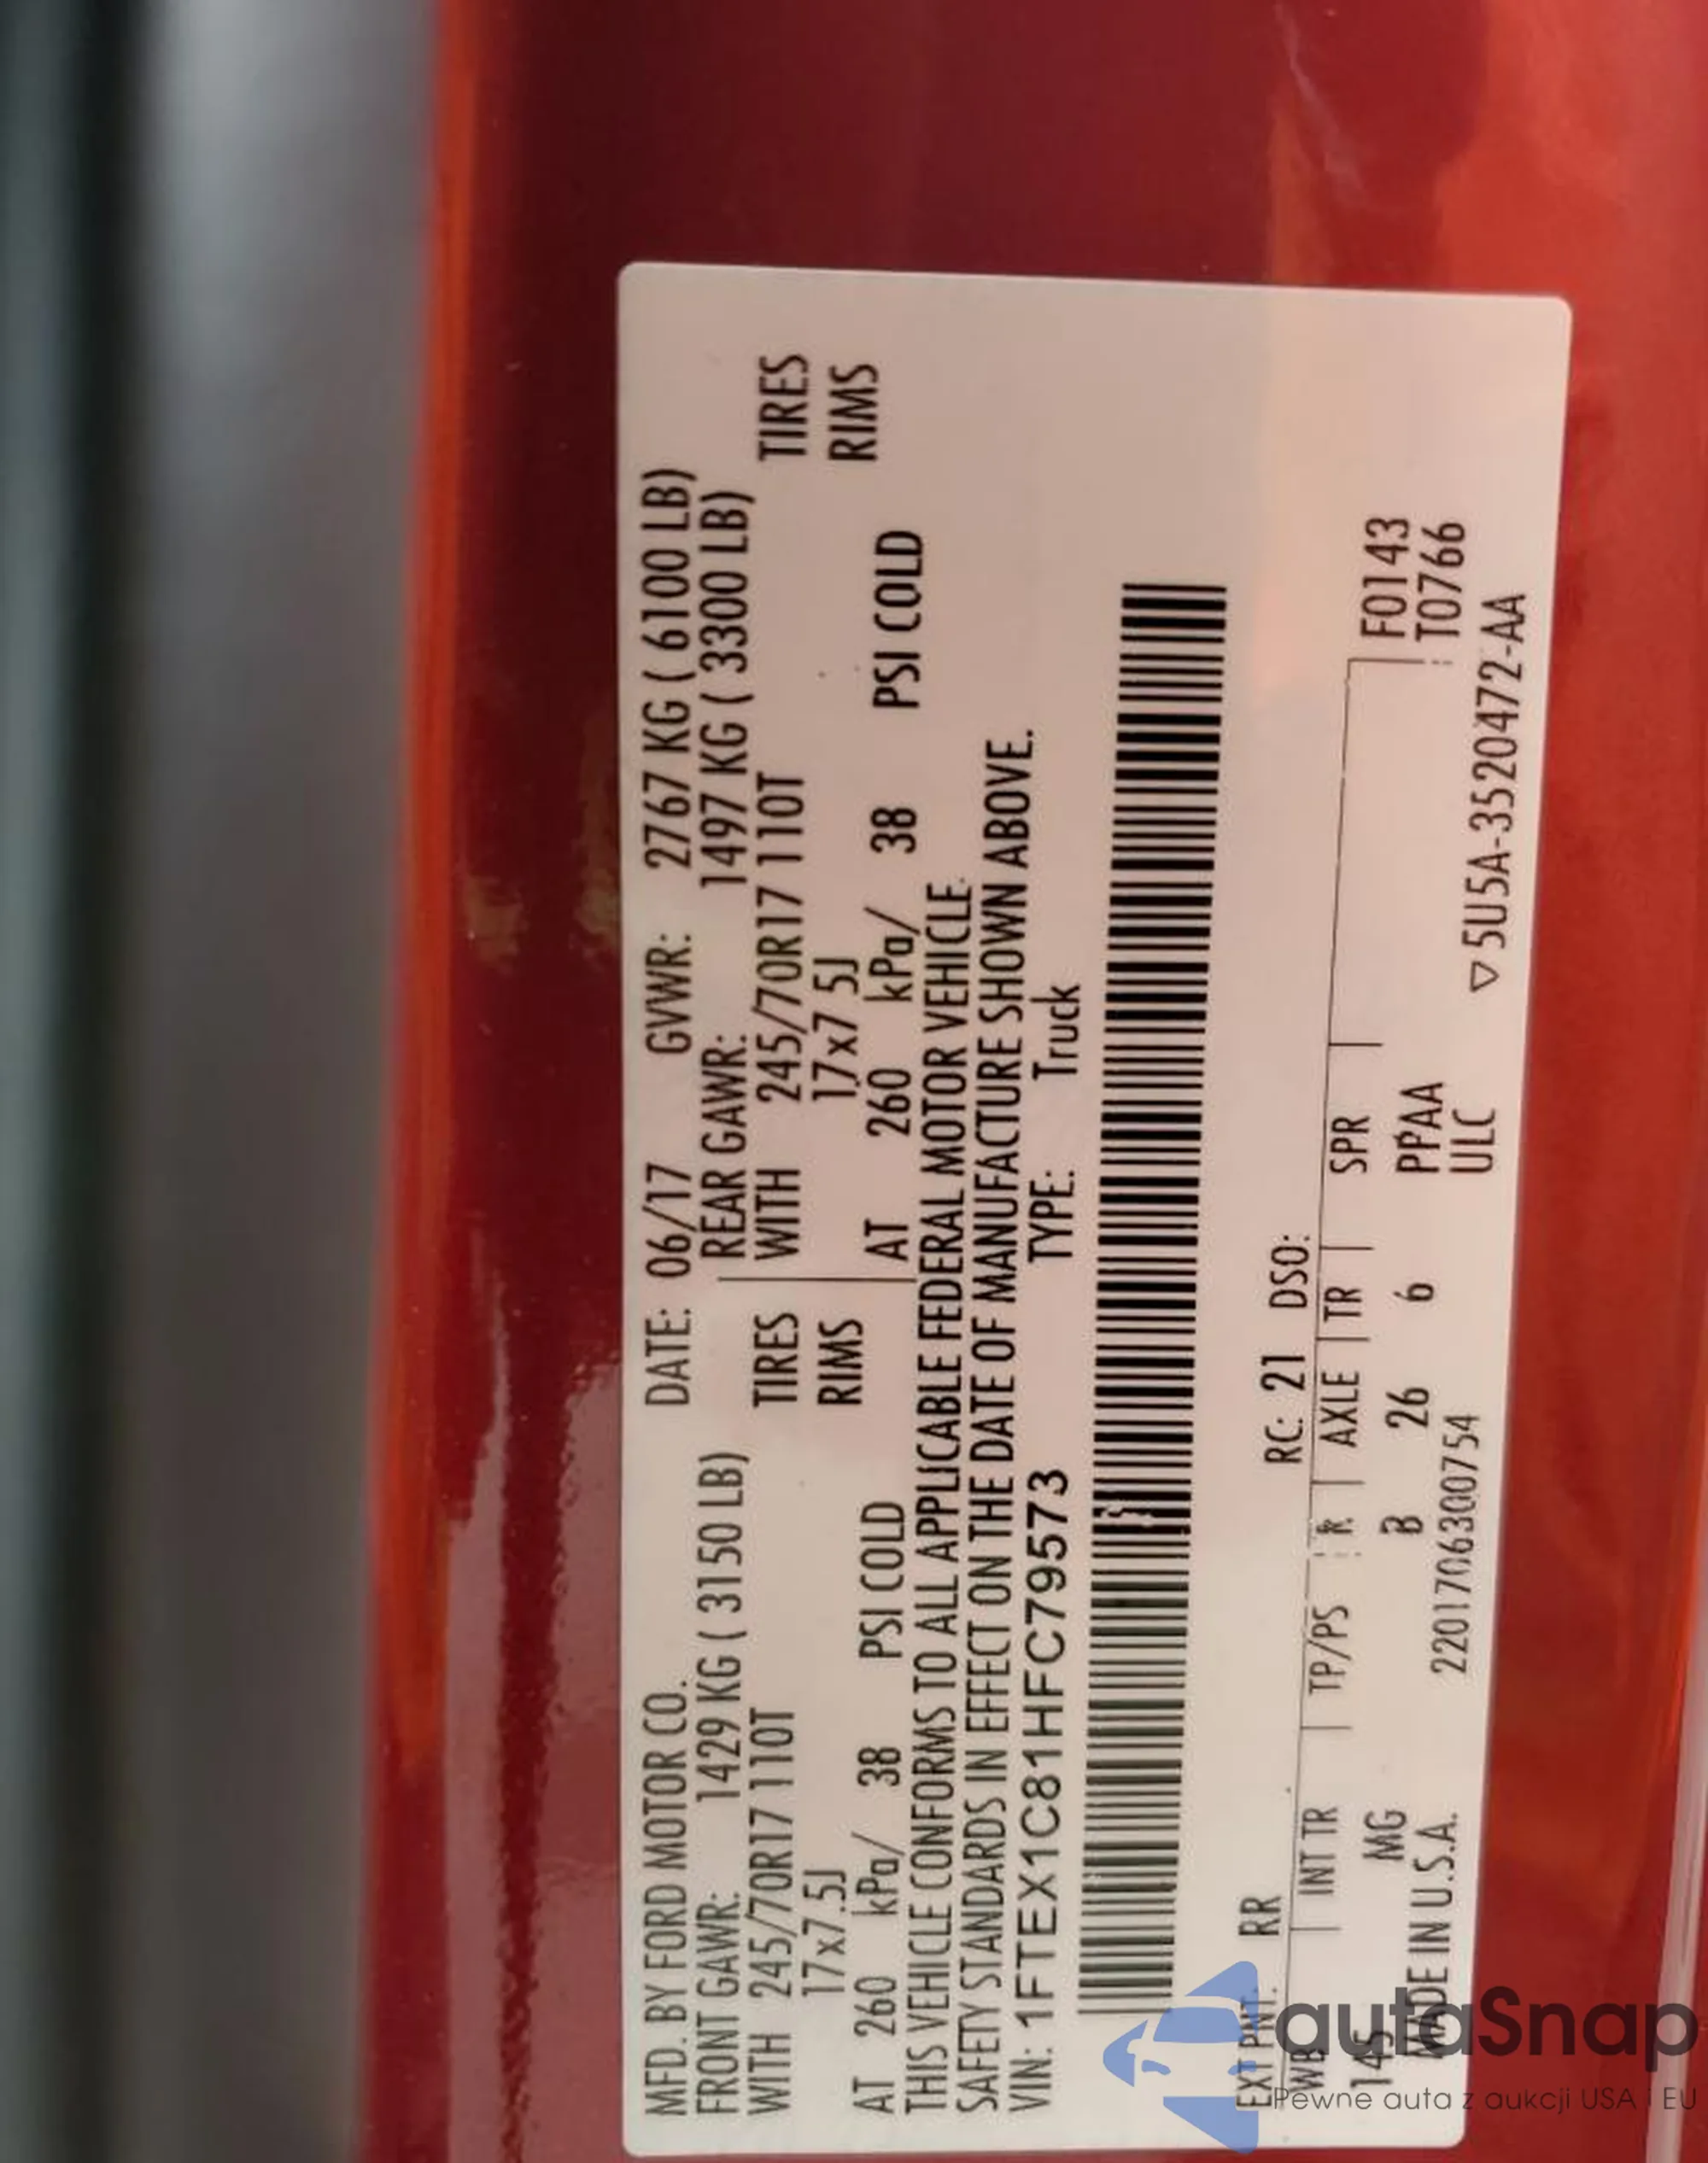 MFD. BY FORD MOTOR CO. DATE: 06/17 GVWR: 2767 KG ( 6100 LB)
FRONT GAWR: 1429 KG ( 3150 LB) REAR GAWR: 1497 KG ( 3300 LB)
WITH 245/70R17 110T TIRES WITH 245/70R17 110T TIRES
17x7.5J RIMS 17x7 5J RIMS
AT 260 kPa/ 38 PSI COLD AT 260 kPa/ 38 PSI COLD
THIS VEHICLE CONFORMS TO ALL APPLICABLE FEDERAL MOTOR VEHICLE
SAFETY STANDARDS IN EFFECT ON THE DATE OF MANUFACTURE SHOWN ABOVE.
VIN: 1FTEX1C81HFC79573 TYPE: Truck
EXT PNT: RR RC: 21 DSO:
WB INT TR TP/PS R AXLE TR SPR
145 MG B 26 6 PPAA F0143
MADE IN U.S.A. 220170630007​54 ULC T0766
▽ 5U5A-3520472-AA
autaSnap
Pewne auta z aukcji USA i EU